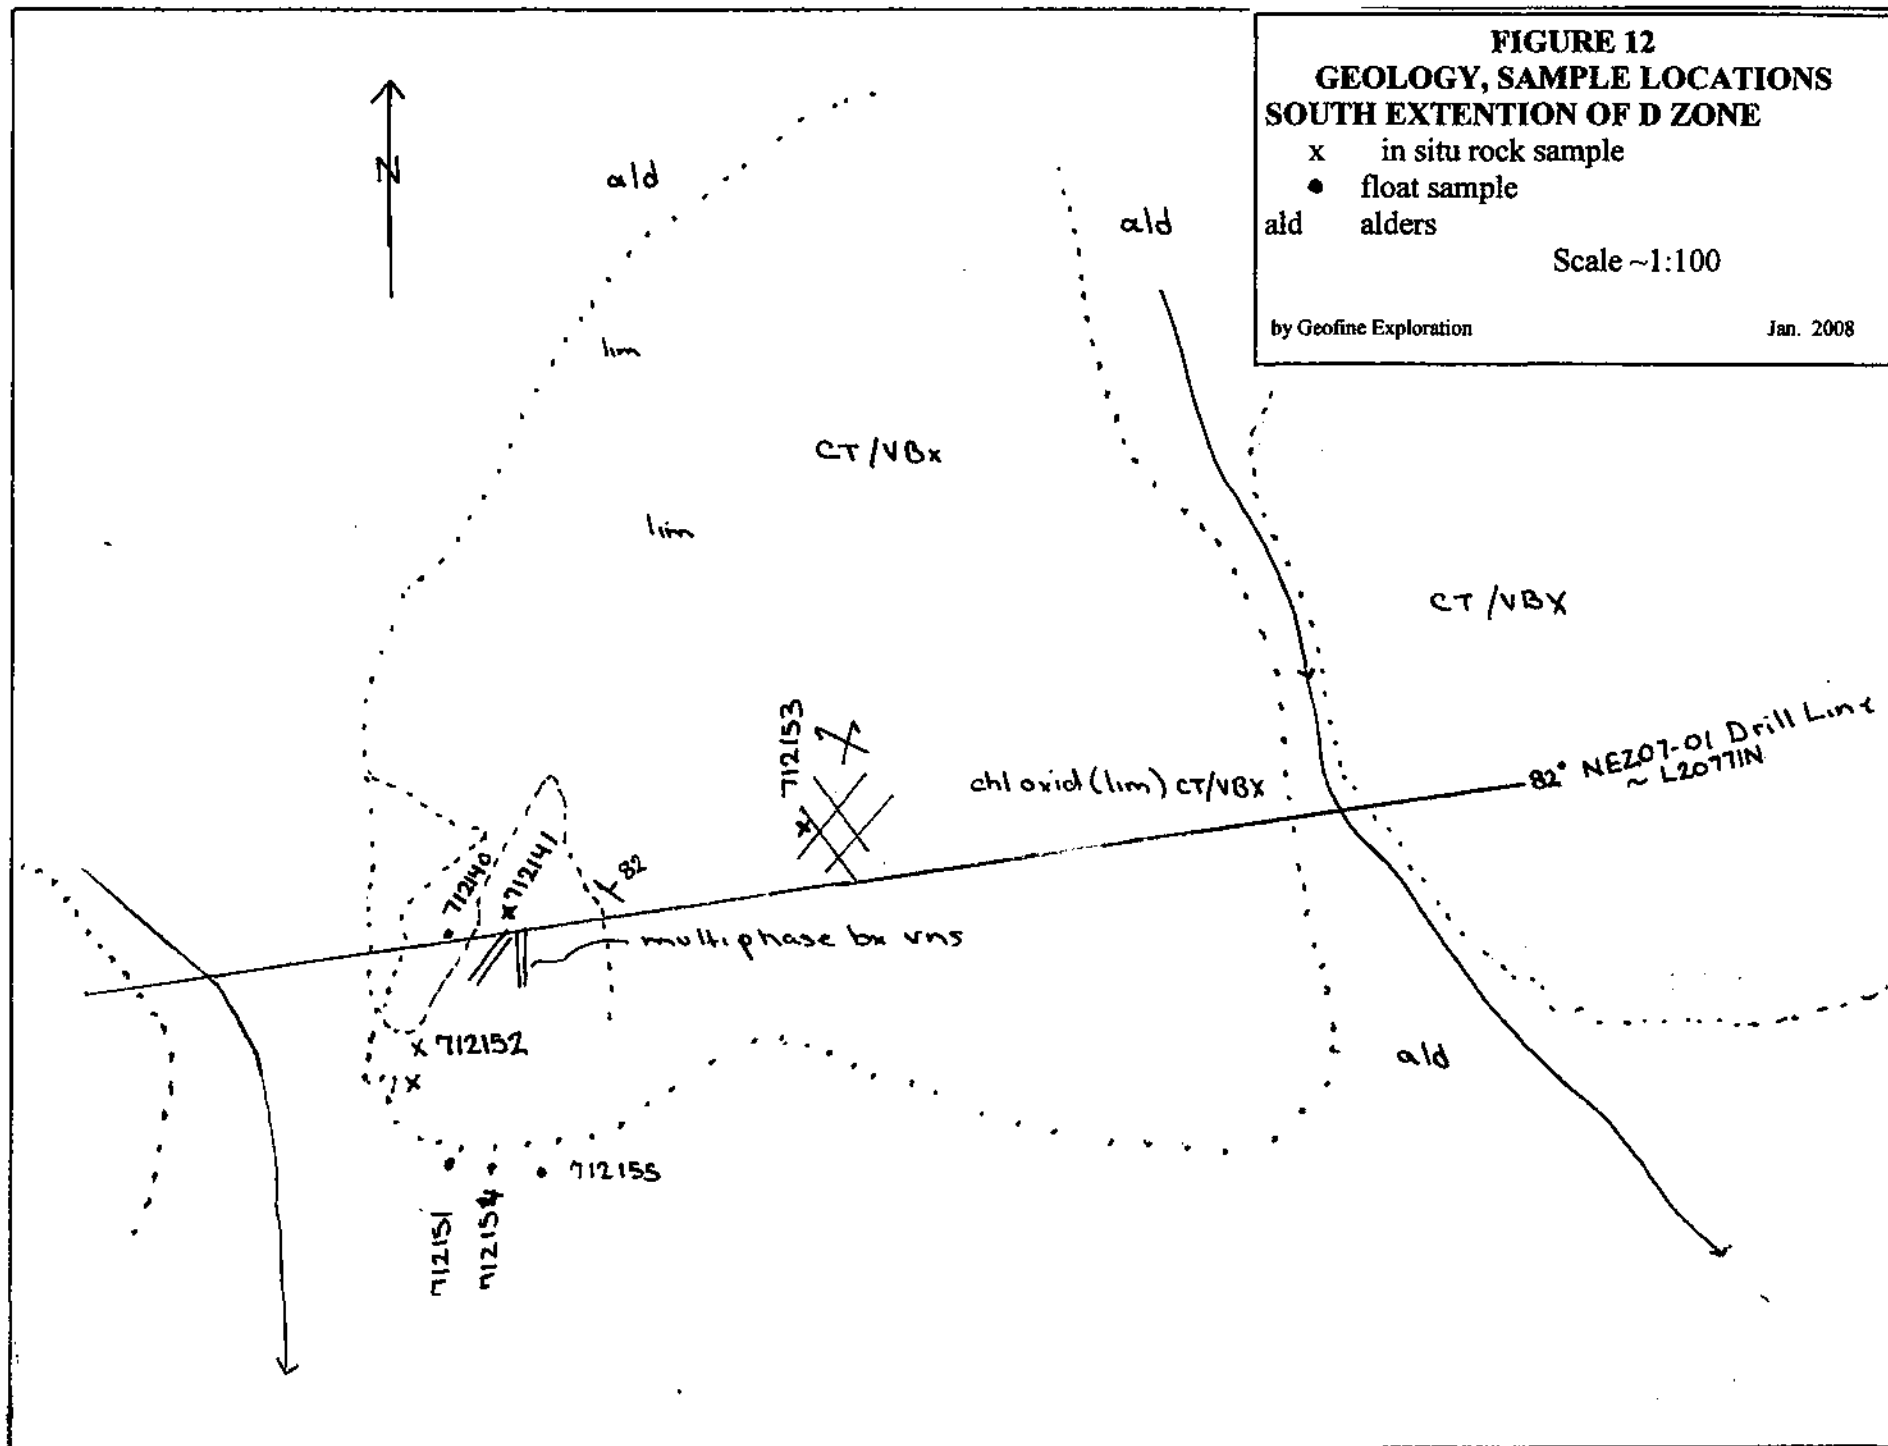 FIGURE 12
GEOLOGY, SAMPLE LOCATIONS
SOUTH EXTENTION OF D ZONE
x in situ rock sample
● float sample
ald alders
Scale ~1:100
by Geofine Exploration Jan. 2008
N
ald
ald
lim
CT/VBx
lim
CT/VBX
712153
82° NEZ07-01 Drill Line
~ L20771N
chl oxid (lim) CT/VBX
712140
x 712141
82
x
multiphase bx vns
x 712152
x
ald
712155
712151
712154